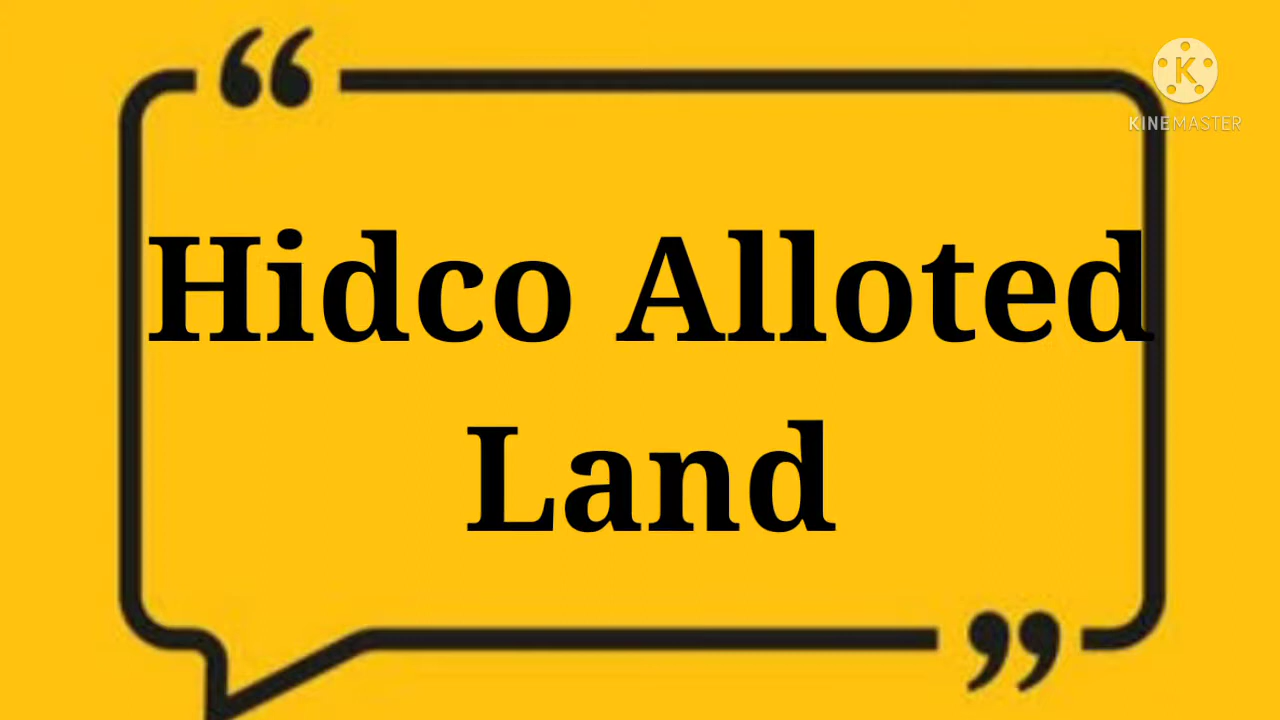 “
KINEMASTER
Hidco Alloted
Land
”